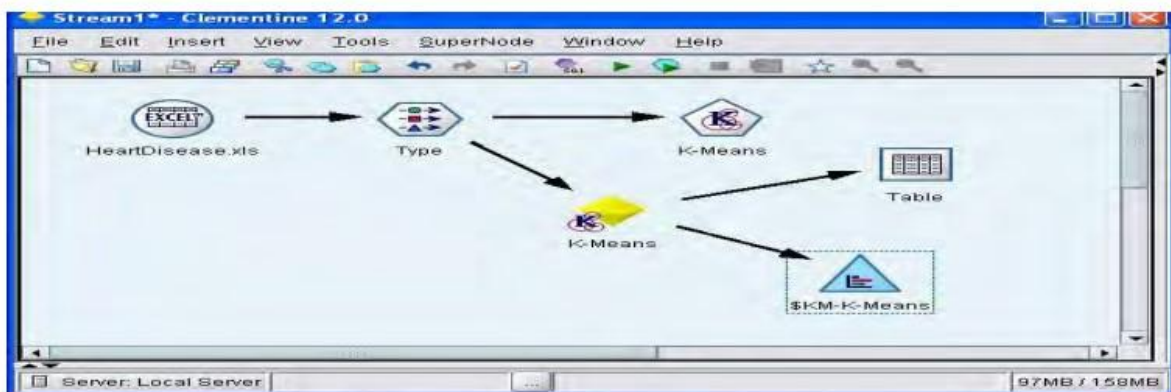 Stream1* - Clementine 12.0
File Edit Insert View Tools SuperNode Window Help
SQL
EXCEL
HeartDisease.xls
Type
K-Means
Table
K-Means
$KM-K-Means
Server: Local Server
...
97MB / 158MB